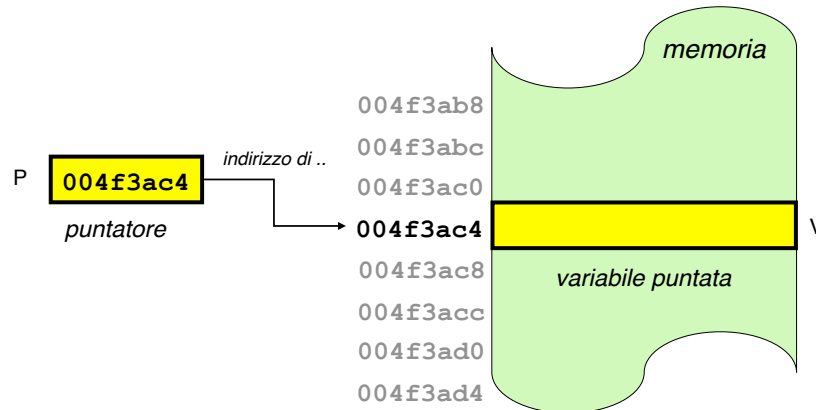 memoria
004f3ab8
004f3abc
indirizzo di ..
P
004f3ac4
004f3ac0
puntatore
004f3ac4
V
004f3ac8
variabile puntata
004f3acc
004f3ad0
004f3ad4